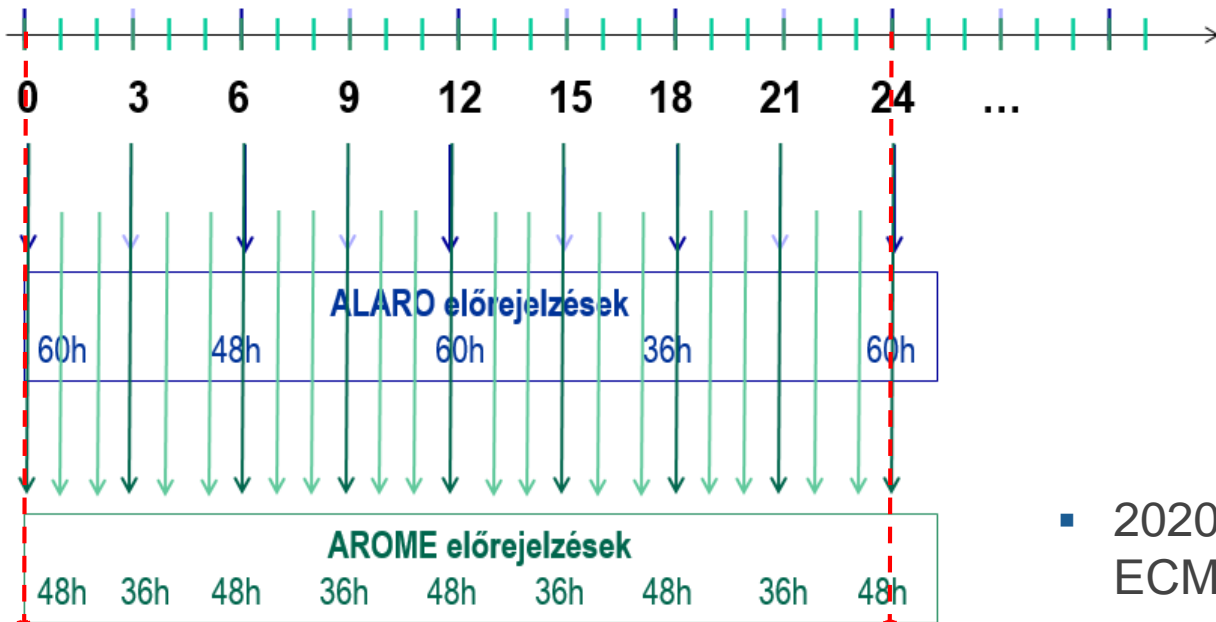 0 3 6 9 12 15 18 21 24 ...
ALARO előrejelzések
60h 48h 60h 36h 60h
AROME előrejelzések
48h 36h 48h 36h 48h 36h 48h 36h 48h
▪ 2020
ECM